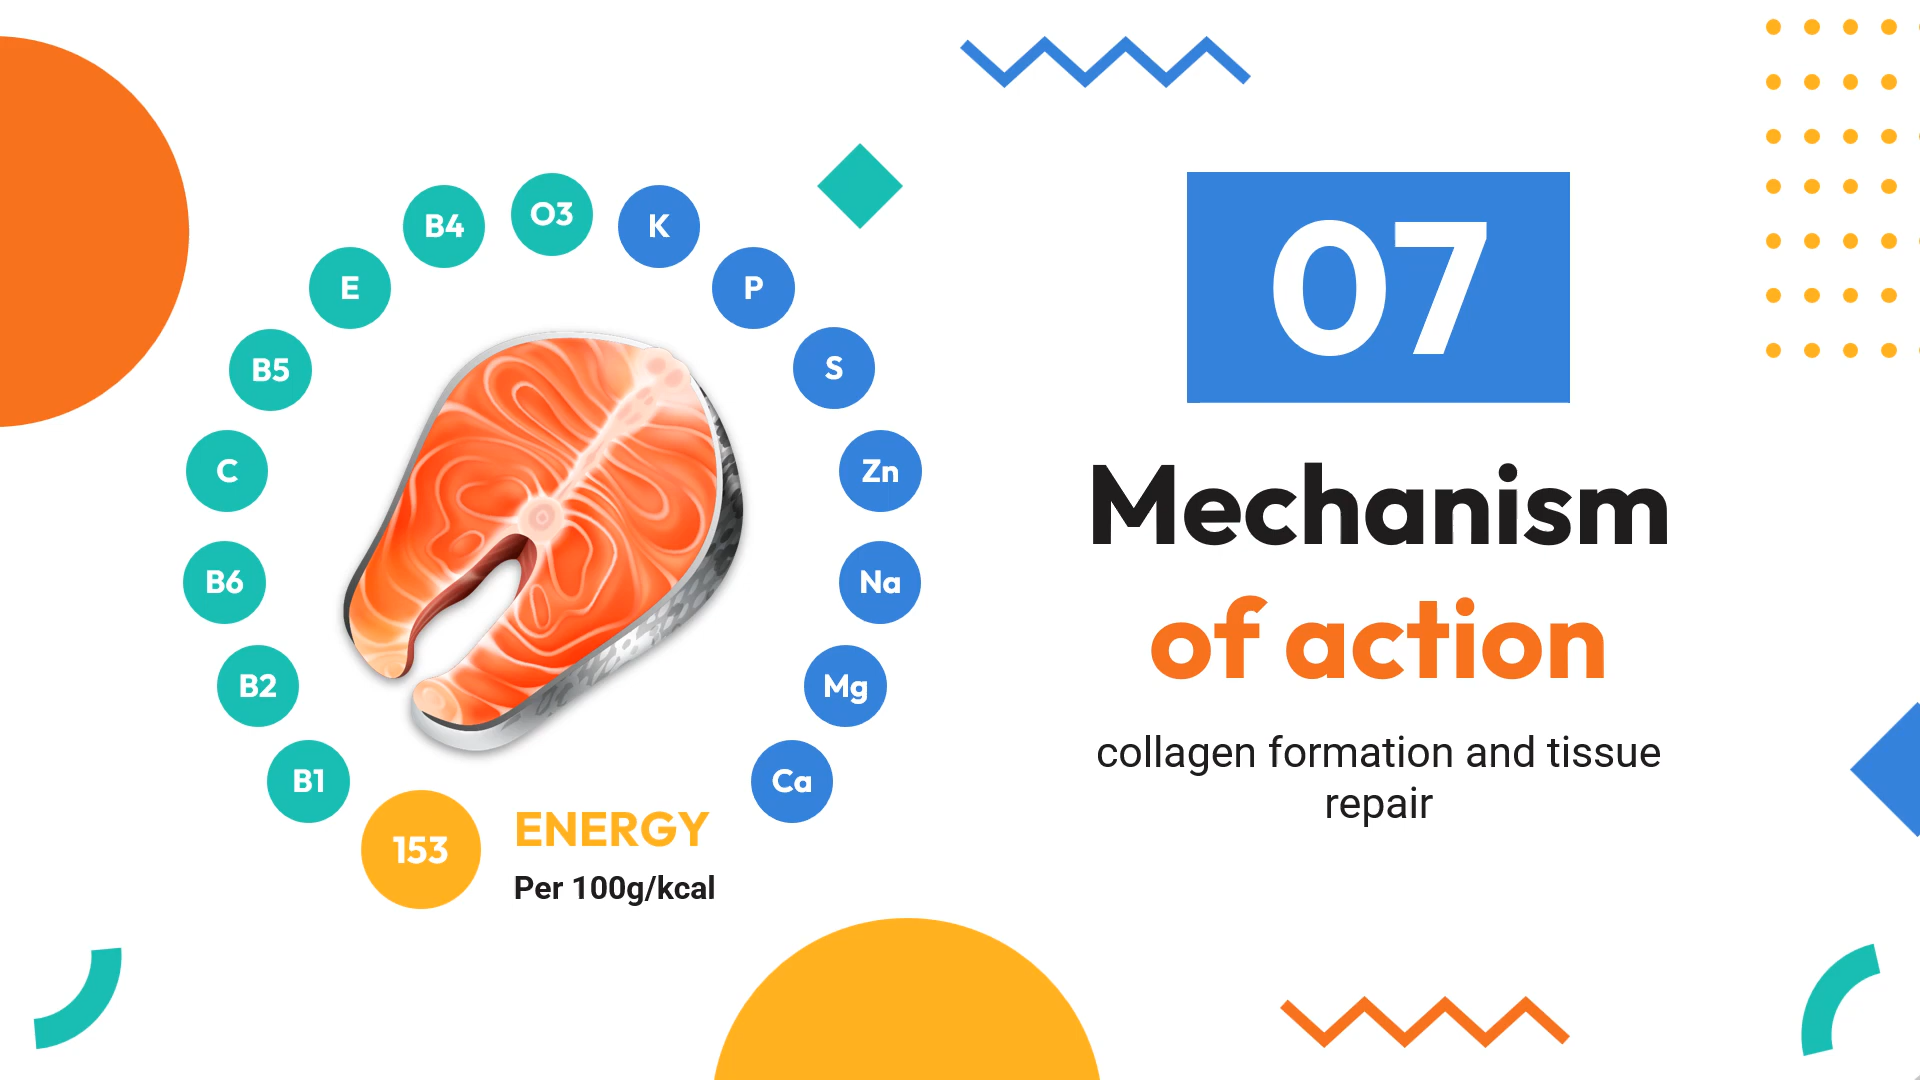 O3
B4
K
E
P
B5
S
C
Zn
B6
Na
B2
Mg
B1
Ca
153
ENERGY
Per 100g/kcal
07
Mechanism
of action
collagen formation and tissue
repair